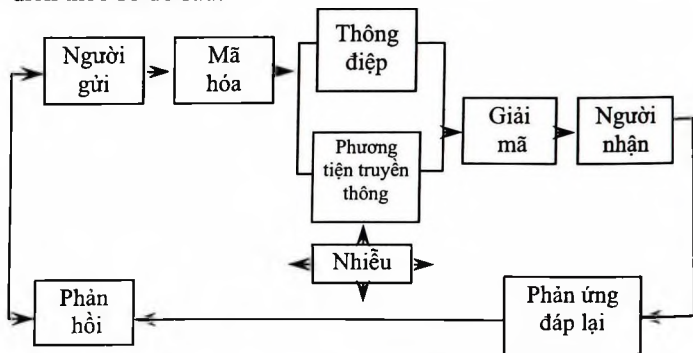 Người
gửi
Mã
hóa
Thông
điệp
Phương
tiện truyền
thông
Giải
mã
Người
nhận
Nhiễu
Phản
hồi
Phản ứng
đáp lại